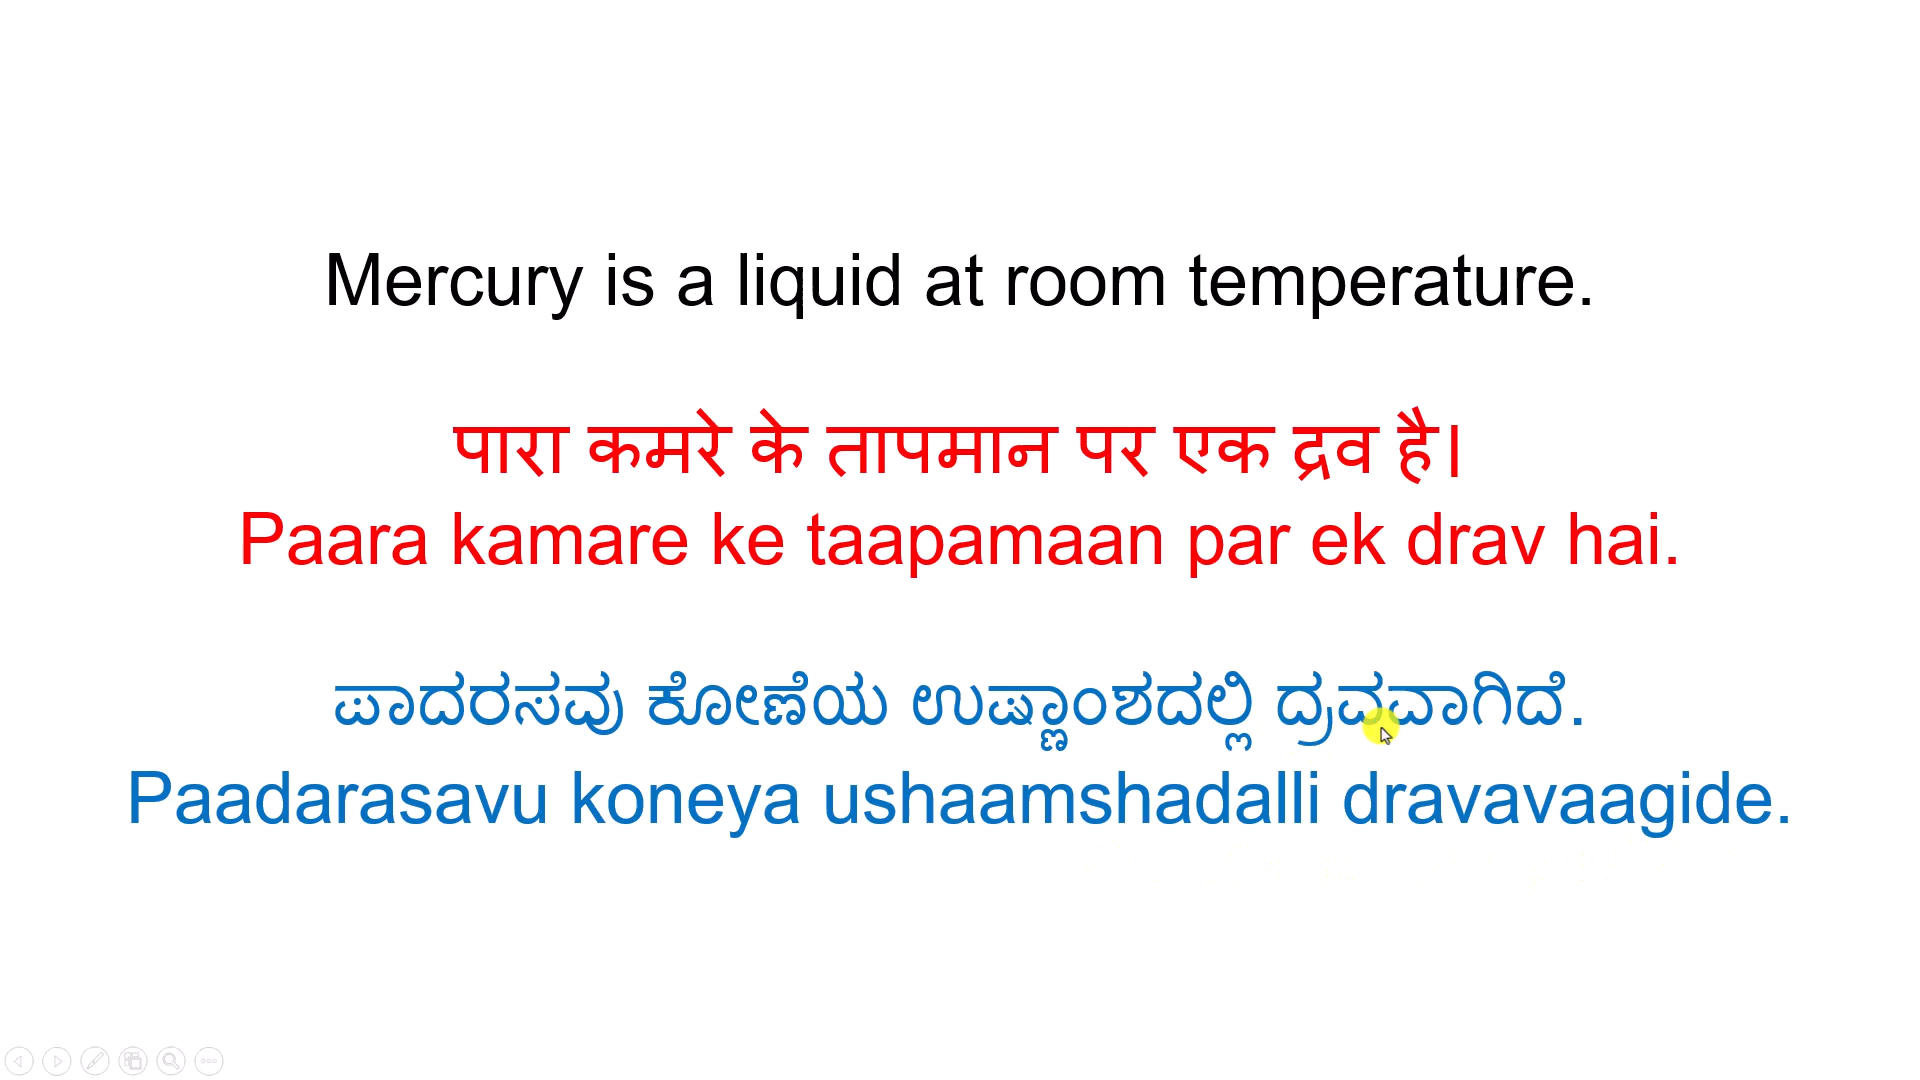 Mercury is a liquid at room temperature.
पारा कमरे के तापमान पर एक द्रव है।
Paara kamare ke taapamaan par ek drav hai.
ಪಾದರಸವು ಕೋಣೆಯ ಉಷ್ಣಾಂಶದಲ್ಲಿ ದ್ರವವಾಗಿದೆ.
Paadarasavu koneya ushaamshadalli dravavaagide.